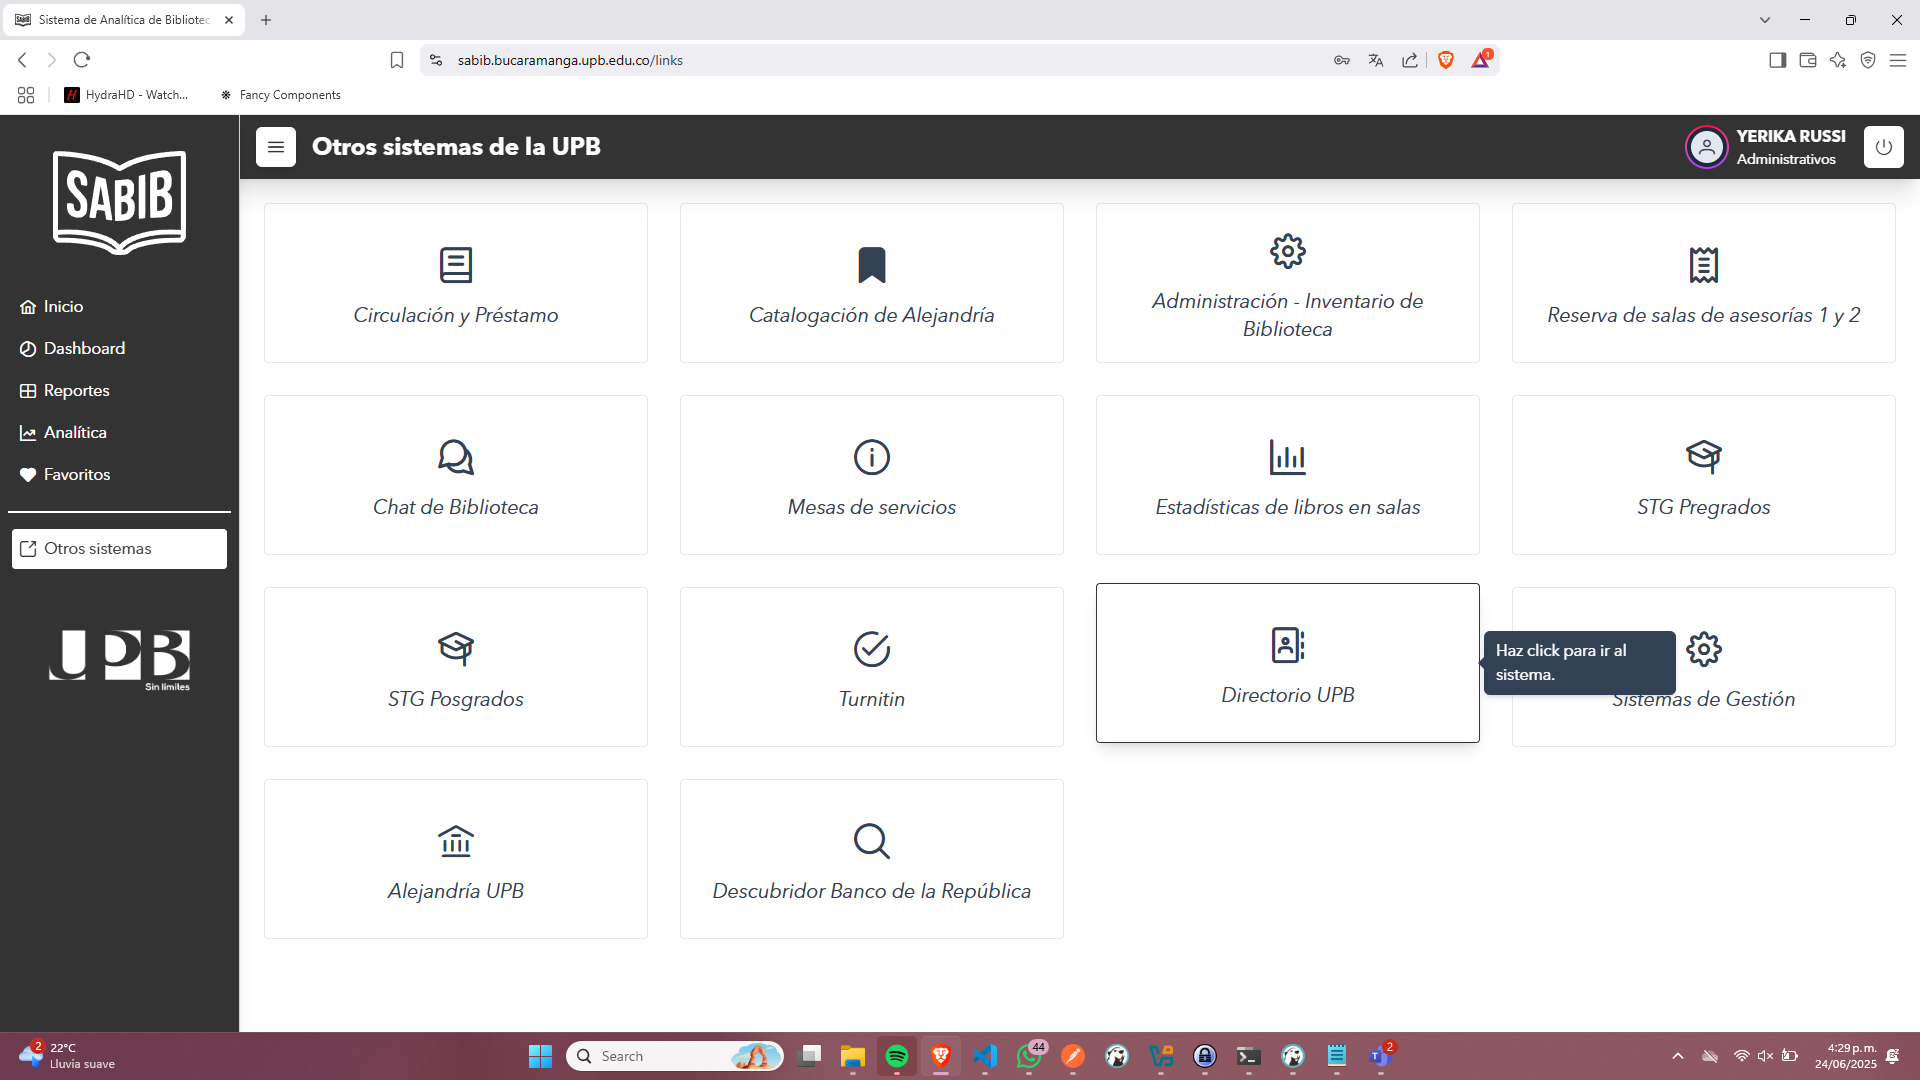 Sistema de Analítica de Bibliotec
sabib.bucaramanga.upb.edu.co/links
1
HydraHD - Watch...
Fancy Components
SABIB
Otros sistemas de la UPB
YERIKA RUSSI
Administrativos
Inicio
Dashboard
Reportes
Analítica
Favoritos
Otros sistemas
UPB
Sin límites
Circulación y Préstamo
Catalogación de Alejandría
Administración - Inventario de
Biblioteca
Reserva de salas de asesorías 1 y 2
Chat de Biblioteca
Mesas de servicios
Estadísticas de libros en salas
STG Pregrados
STG Posgrados
Turnitin
Directorio UPB
Haz click para ir al
sistema.
Sistemas de Gestión
Alejandría UPB
Descubridor Banco de la República
2
22°C
Lluvia suave
Search
44
2
4:29 p. m.
24/06/2025